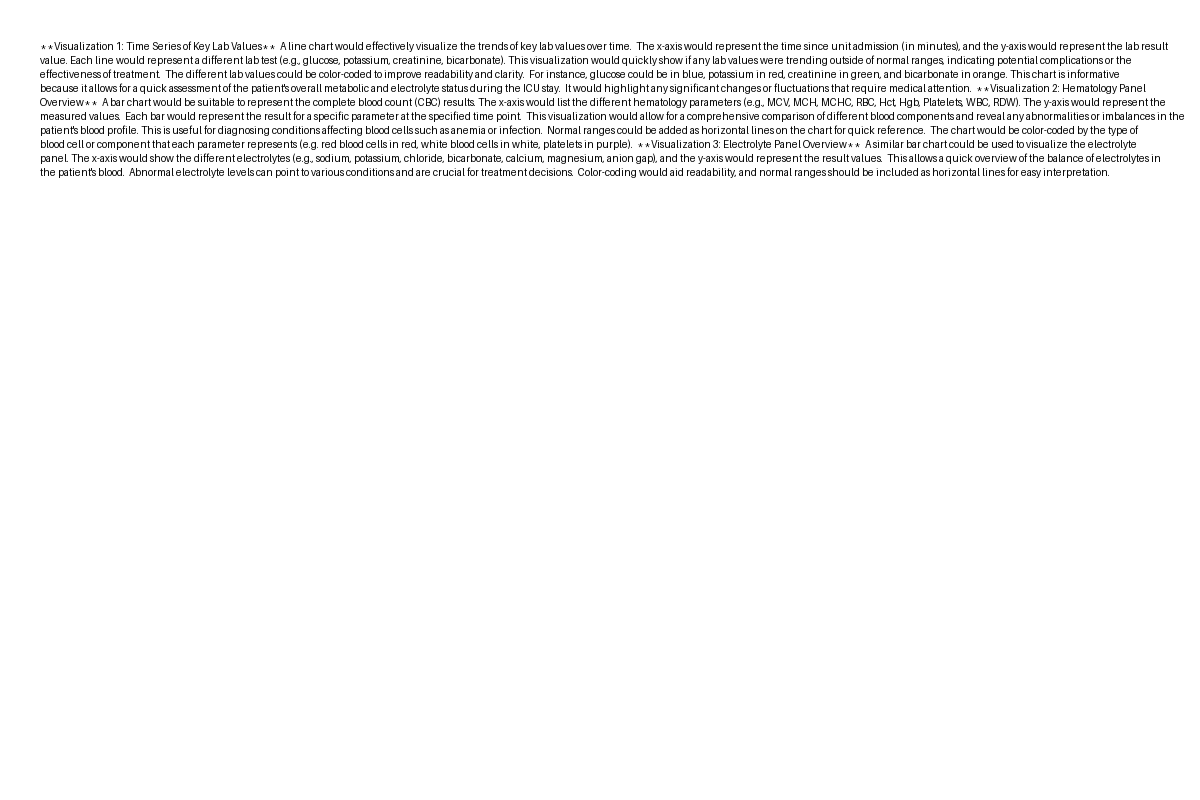 **Visualization 1: Time Series of Key Lab Values** A line chart would effectively visualize the trends of key lab values over time. The x-axis would represent the time since unit admission (in minutes), and the y-axis would represent the lab result
value. Each line would represent a different lab test (e.g., glucose, potassium, creatinine, bicarbonate). This visualization would quickly show if any lab values were trending outside of normal ranges, indicating potential complications or the
effectiveness of treatment. The different lab values could be color-coded to improve readability and clarity. For instance, glucose could be in blue, potassium in red, creatinine in green, and bicarbonate in orange. This chart is informative
because it allows for a quick assessment of the patient's overall metabolic and electrolyte status during the ICU stay. It would highlight any significant changes or fluctuations that require medical attention. **Visualization 2: Hematology Panel
Overview** A bar chart would be suitable to represent the complete blood count (CBC) results. The x-axis would list the different hematology parameters (e.g., MCV, MCH, MCHC, RBC, Hct, Hgb, Platelets, WBC, RDW). The y-axis would represent the
measured values. Each bar would represent the result for a specific parameter at the specified time point. This visualization would allow for a comprehensive comparison of different blood components and reveal any abnormalities or imbalances in the
patient's blood profile. This is useful for diagnosing conditions affecting blood cells such as anemia or infection. Normal ranges could be added as horizontal lines on the chart for quick reference. The chart would be color-coded by the type of
blood cell or component that each parameter represents (e.g. red blood cells in red, white blood cells in white, platelets in purple). **Visualization 3: Electrolyte Panel Overview** A similar bar chart could be used to visualize the electrolyte
panel. The x-axis would show the different electrolytes (e.g., sodium, potassium, chloride, bicarbonate, calcium, magnesium, anion gap), and the y-axis would represent the result values. This allows a quick overview of the balance of electrolytes in
the patient's blood. Abnormal electrolyte levels can point to various conditions and are crucial for treatment decisions. Color-coding would aid readability, and normal ranges should be included as horizontal lines for easy interpretation.